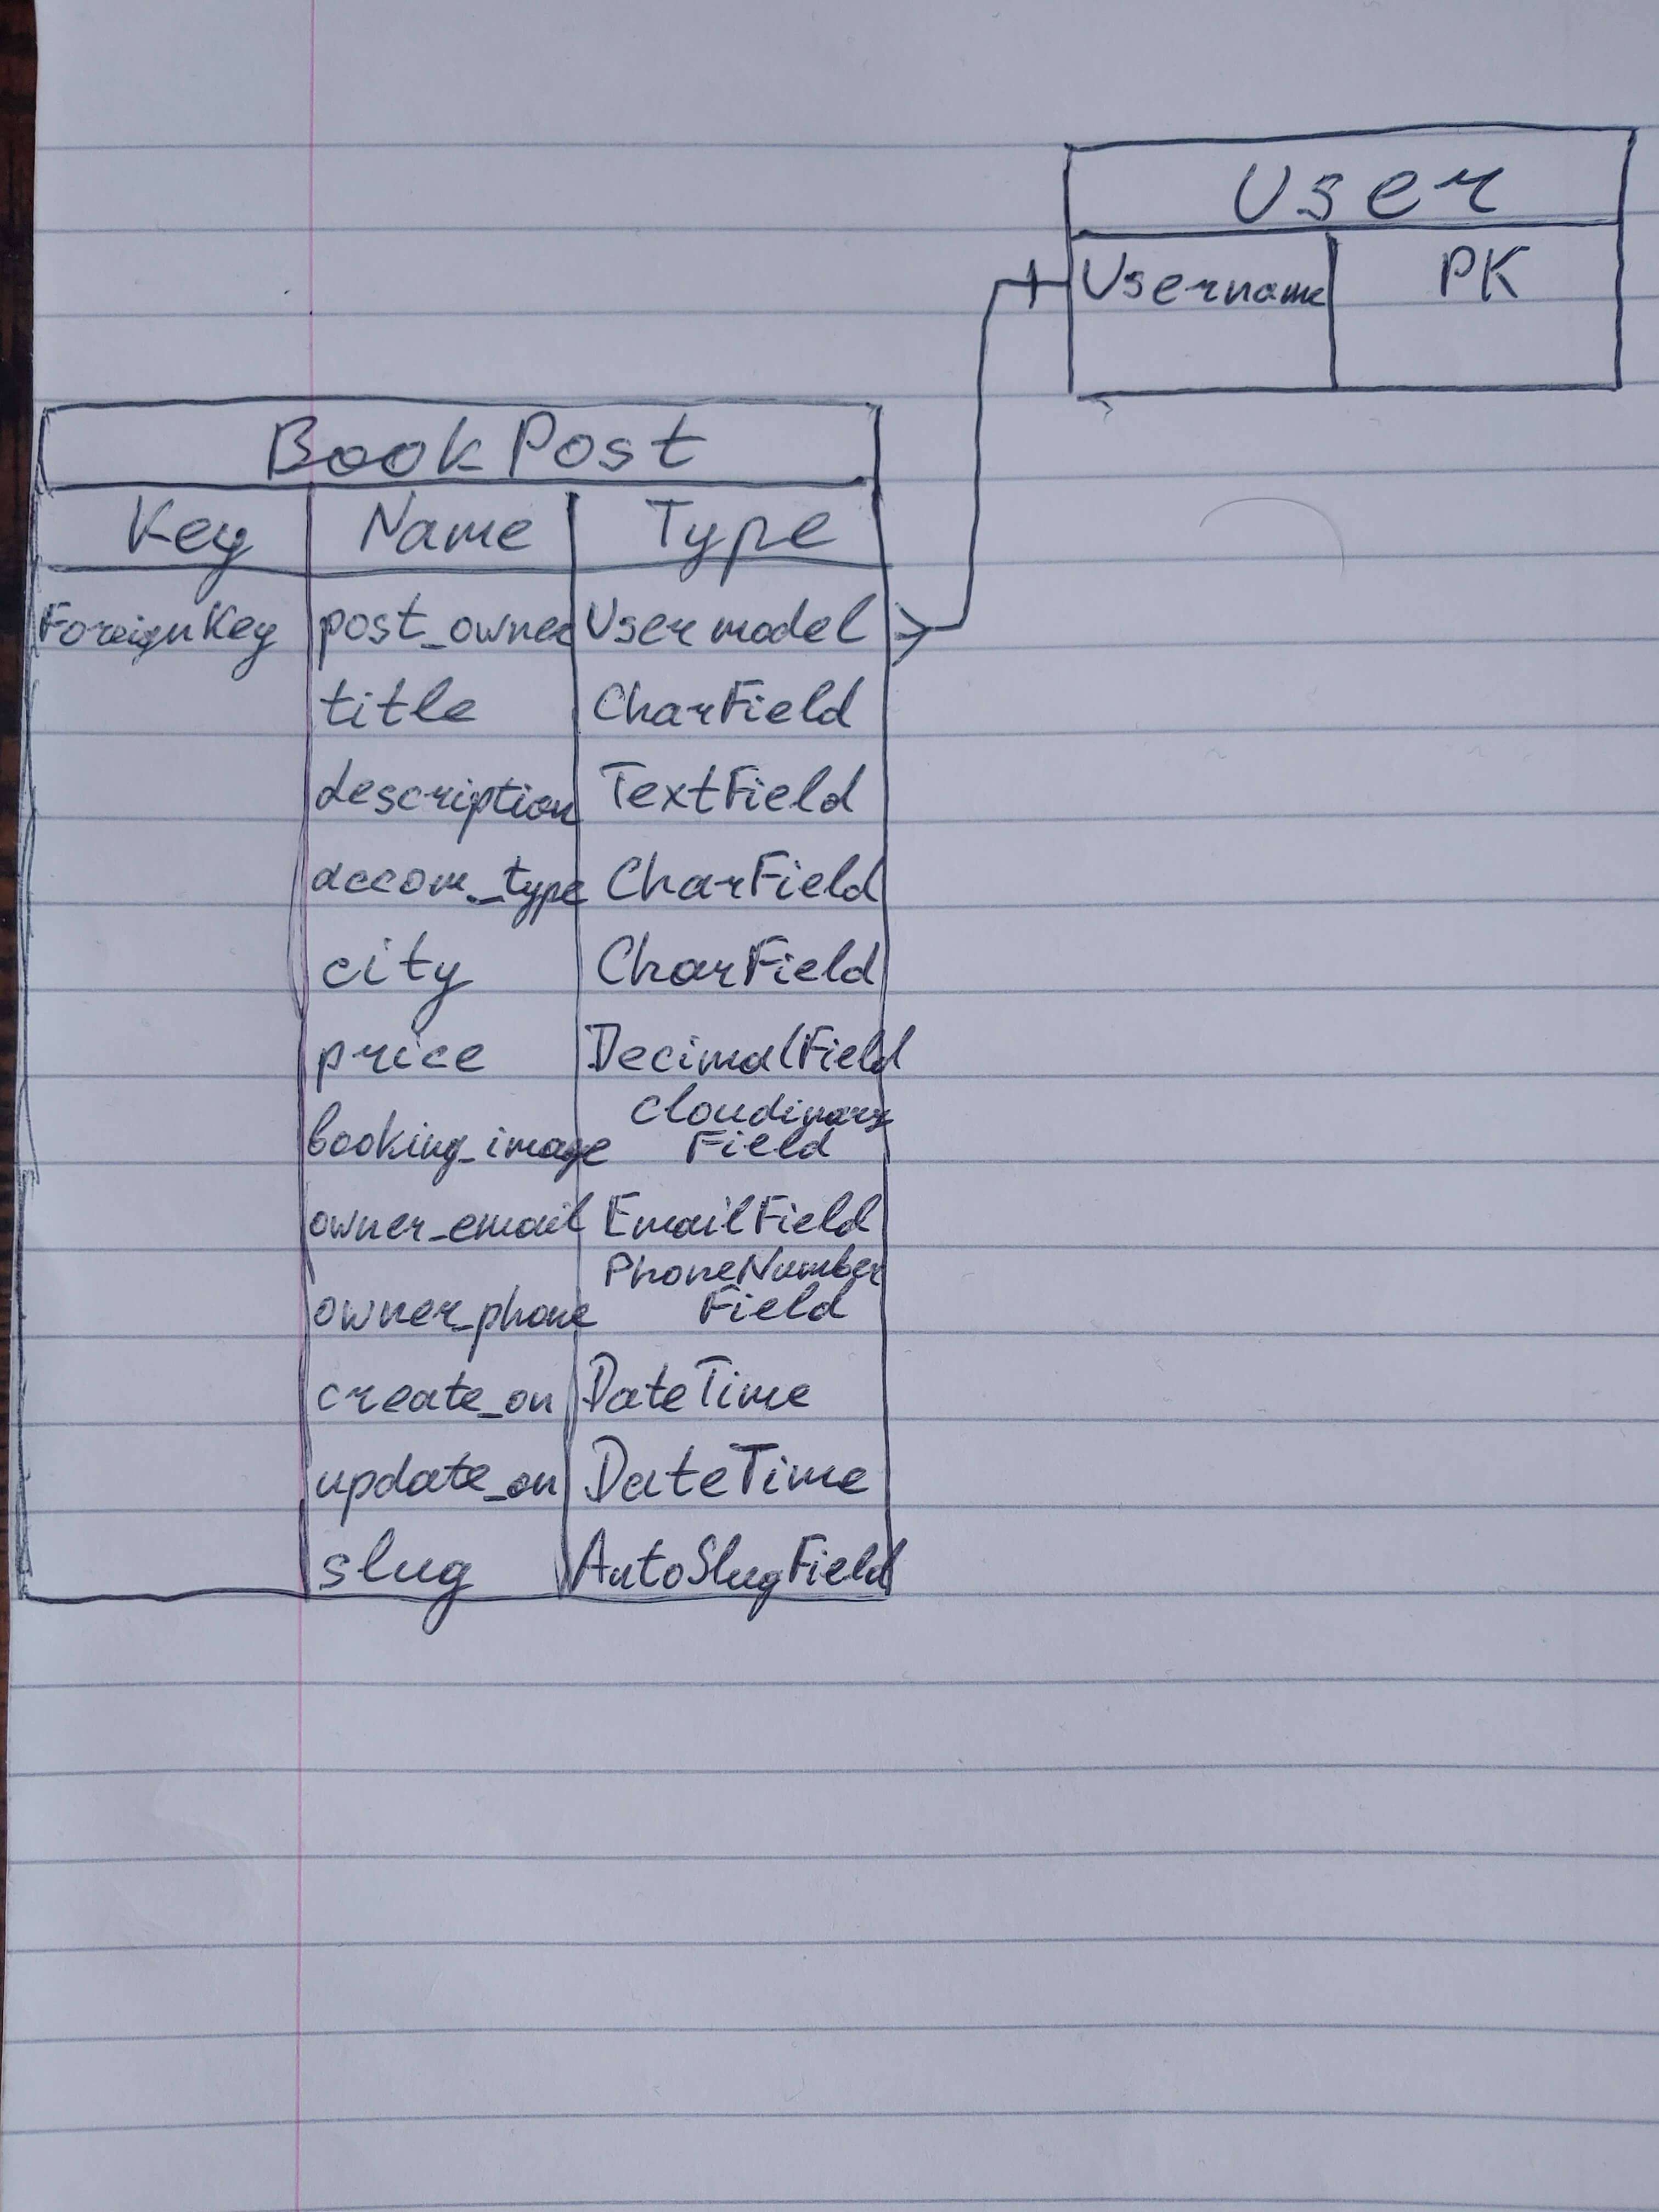 User
Username PK
BookPost
Key Name Type
ForeignKey post_owner User model
title CharField
description TextField
accom_type CharField
city CharField
price DecimalField
booking_image Cloudinary
Field
owner_email EmailField
owner_phone PhoneNumber
Field
create_on DateTime
update_on DateTime
slug AutoSlugField